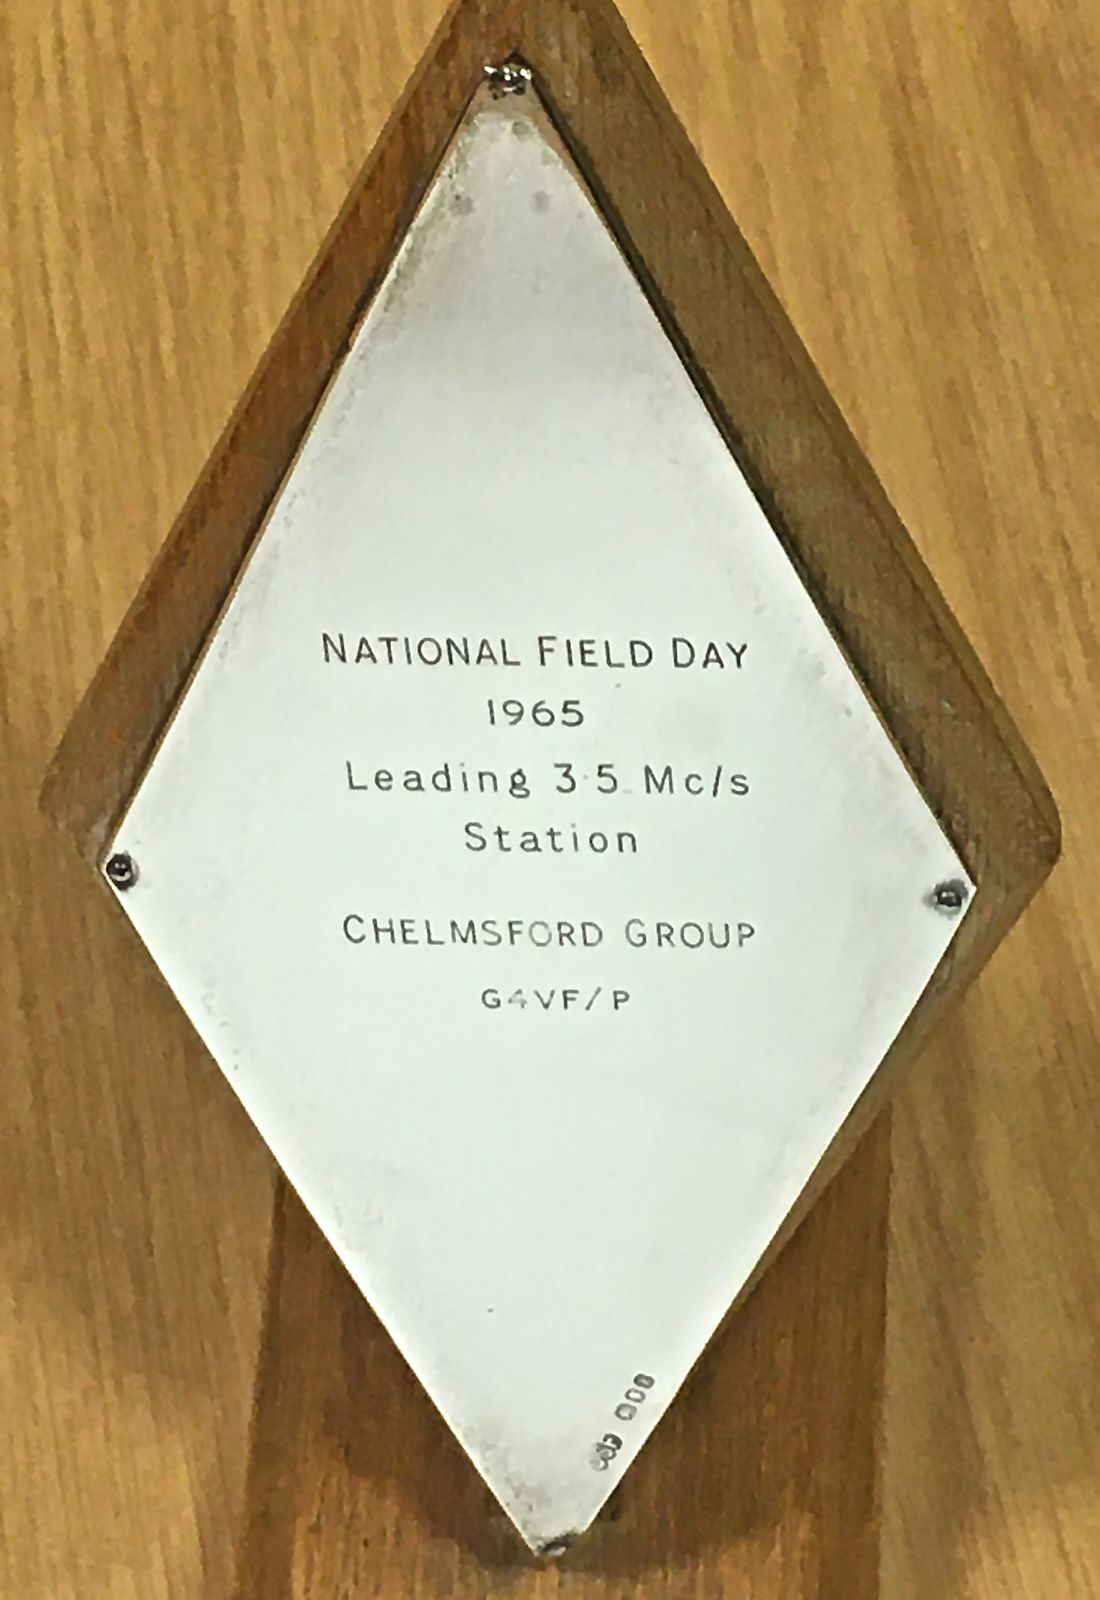 NATIONAL FIELD DAY
1965
Leading 3·5 Mc/s
Station
CHELMSFORD GROUP
G4VF/P